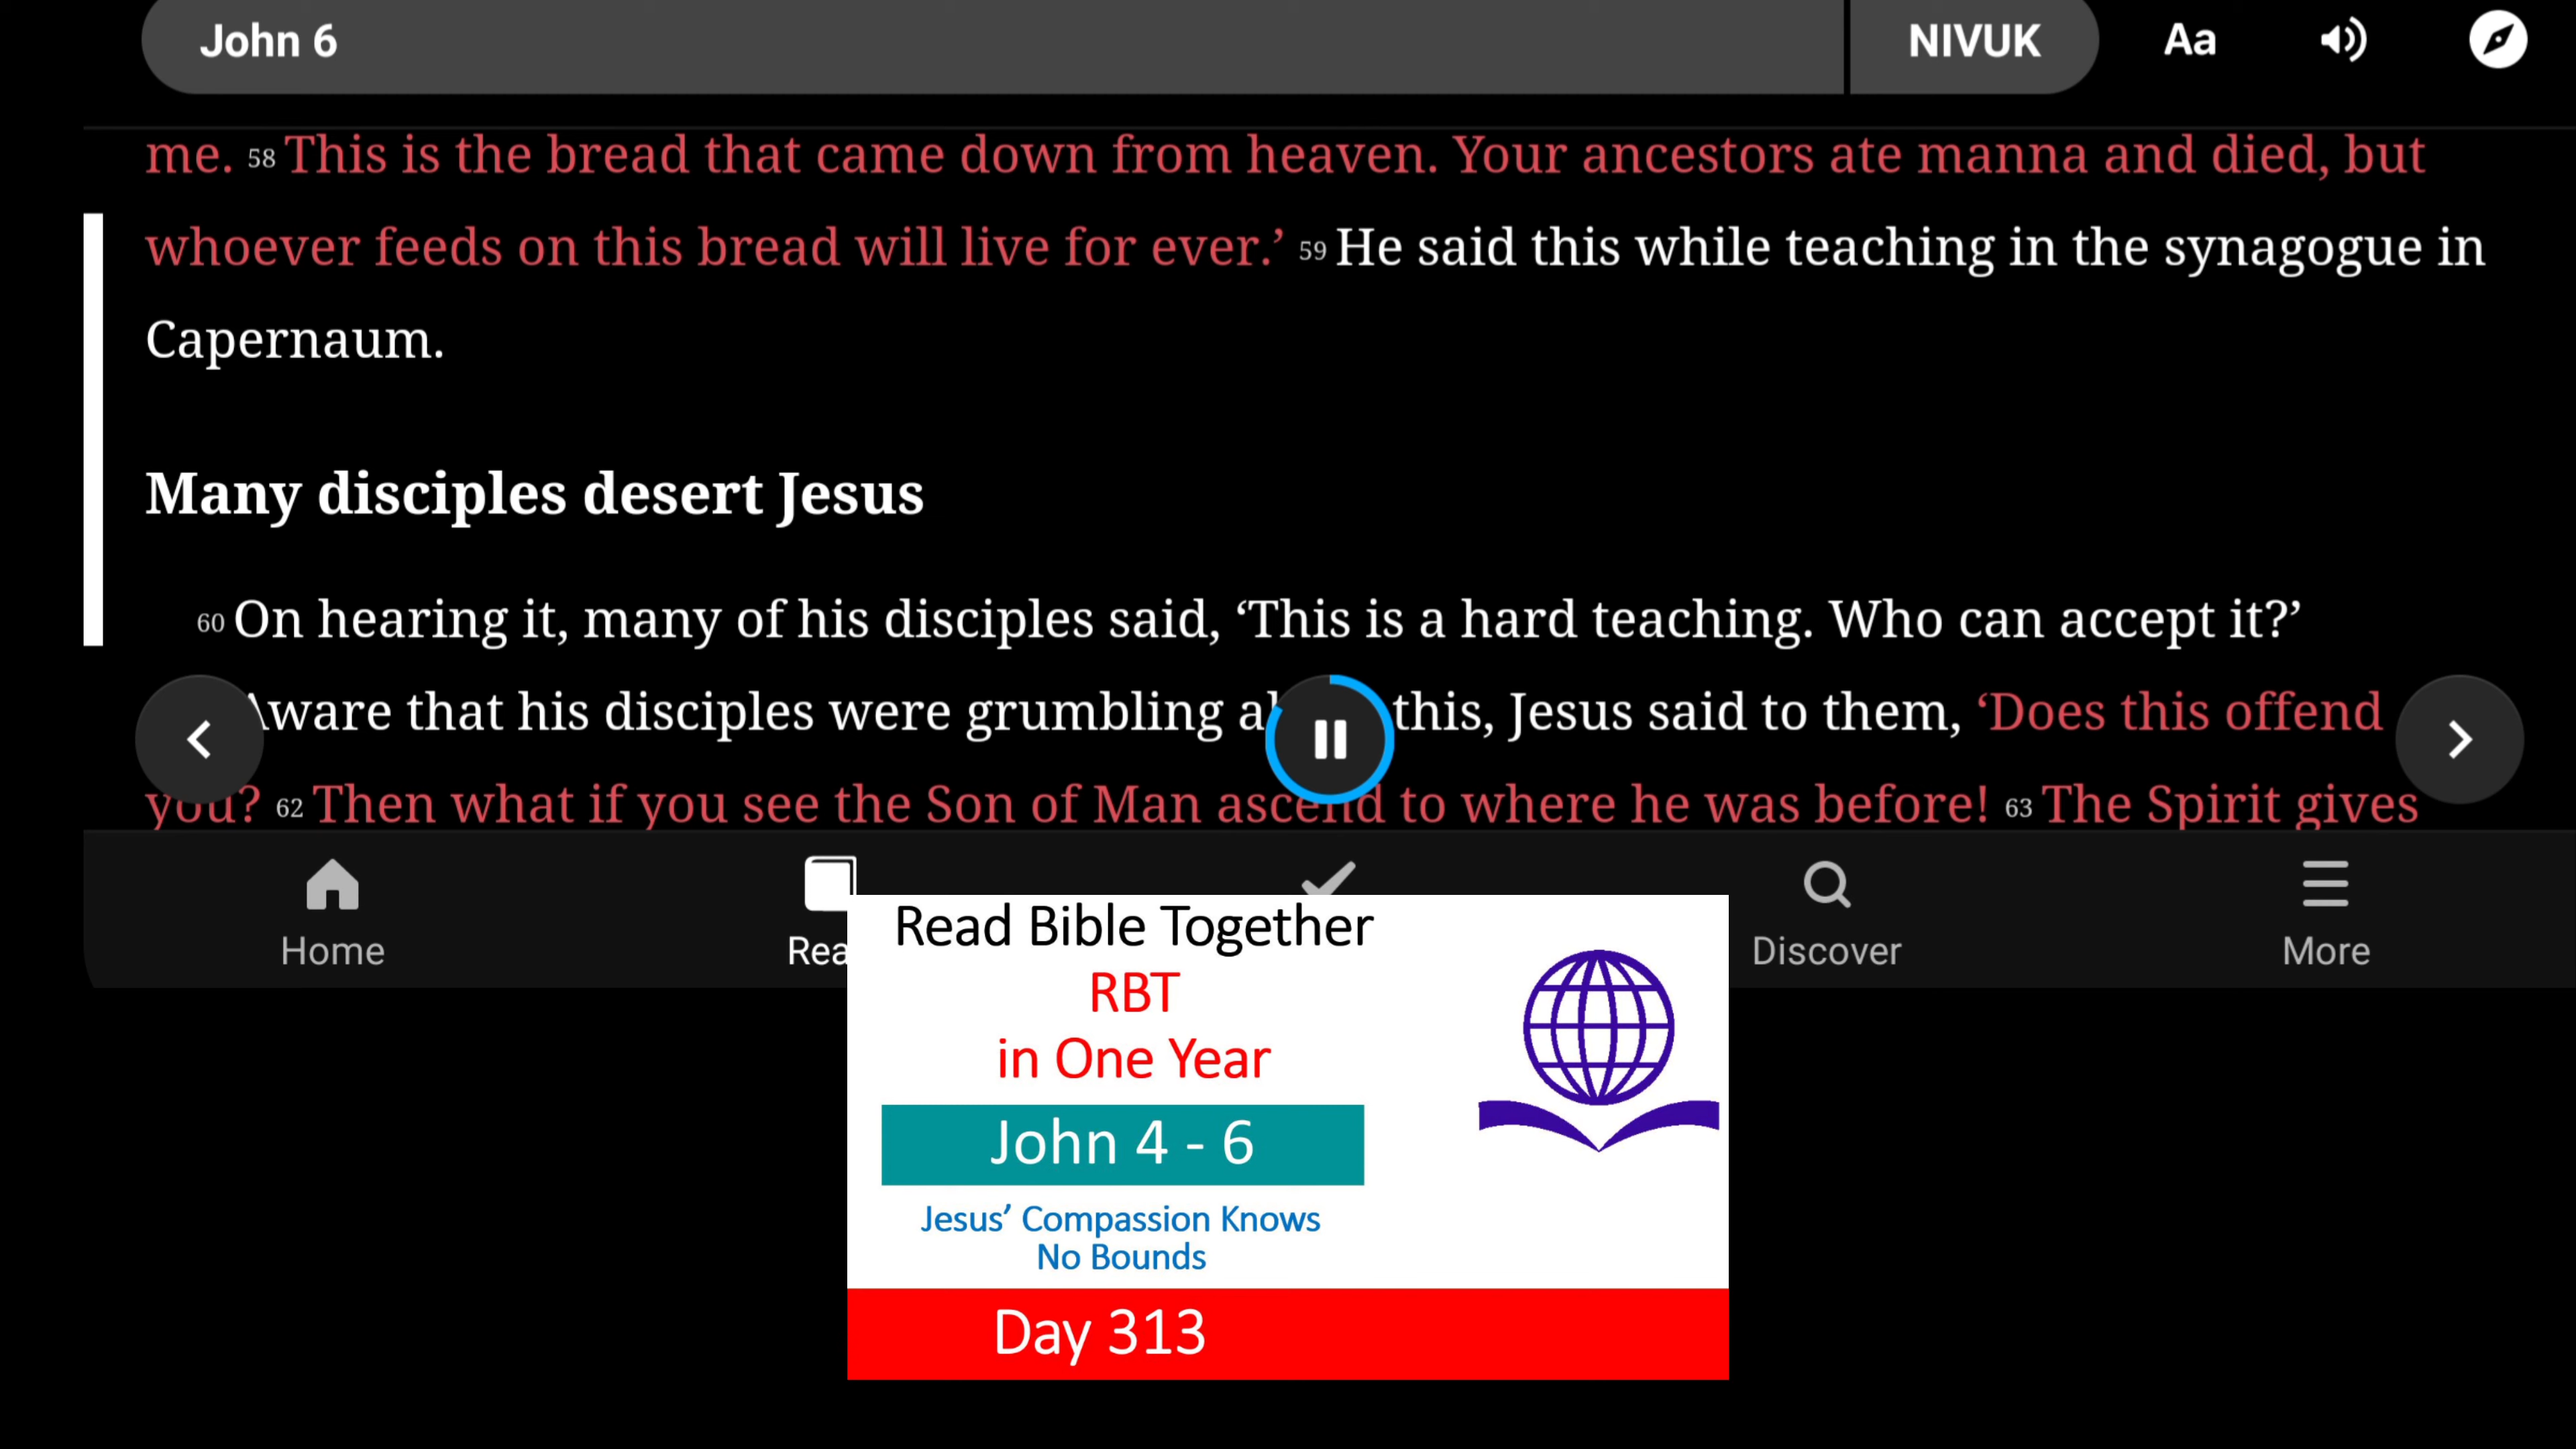 John 6
NIVUK
Aa
me. 58 This is the bread that came down from heaven. Your ancestors ate manna and died, but
whoever feeds on this bread will live for ever.’ 59 He said this while teaching in the synagogue in
Capernaum.
Many disciples desert Jesus
60 On hearing it, many of his disciples said, ‘This is a hard teaching. Who can accept it?’
Aware that his disciples were grumbling this, Jesus said to them, ‘Does this offend
you? 62 Then what if you see the Son of Man ascend to where he was before! 63 The Spirit gives
Home
Discover
More
Read Bible Together
RBT
in One Year
John 4 - 6
Jesus’ Compassion Knows
No Bounds
Day 313